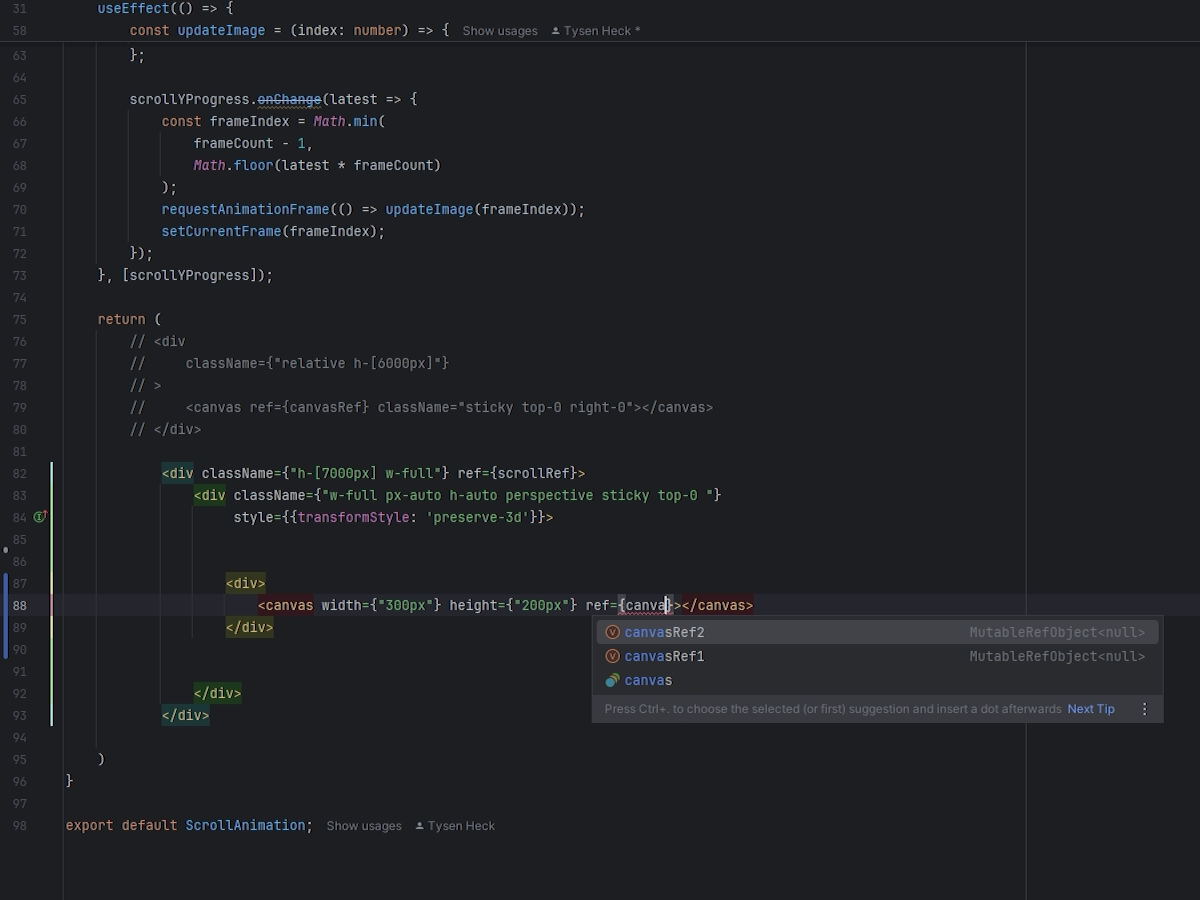 31 useEffect(() => {
58 const updateImage = (index: number) => { Show usages Tysen Heck *
63 };
64
65 scrollYProgress.onChange(latest => {
66 const frameIndex = Math.min(
67 frameCount - 1,
68 Math.floor(latest * frameCount)
69 );
70 requestAnimationFrame(() => updateImage(frameIndex));
71 setCurrentFrame(frameIndex);
72 });
73 }, [scrollYProgress]);
74
75 return (
76 // <div
77 //     className={"relative h-[6000px]"}
78 // >
79 //     <canvas ref={canvasRef} className="sticky top-0 right-0"></canvas>
80 // </div>
81
82 <div className={"h-[7000px] w-full"} ref={scrollRef}>
83 <div className={"w-full px-auto h-auto perspective sticky top-0 "}
84 style={{transformStyle: 'preserve-3d'}}>
85
86
87 <div>
88 <canvas width={"300px"} height={"200px"} ref={canva}></canvas>
89 </div>
canvasRef2 MutableRefObject<null>
90
canvasRef1 MutableRefObject<null>
91
canvas
92 </div>
Press Ctrl+. to choose the selected (or first) suggestion and insert a dot afterwards Next Tip
93 </div>
94
95 )
96 }
97
98 export default ScrollAnimation; Show usages Tysen Heck